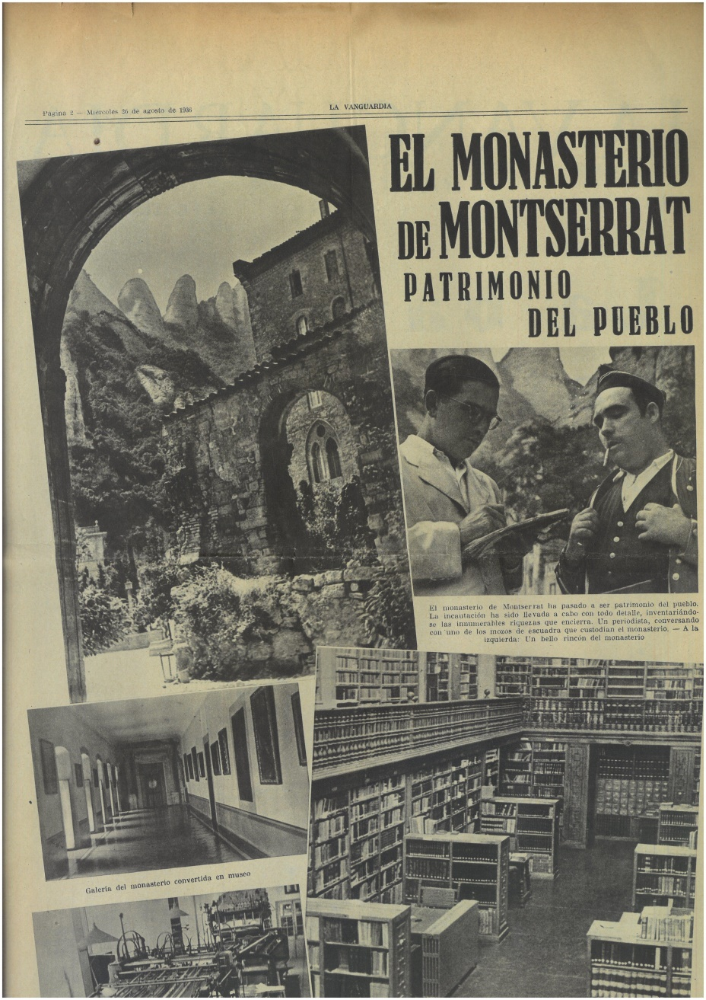 Página 2 — Miércoles 26 de agosto de 1936
LA VANGUARDIA
EL MONASTERIO
DE MONTSERRAT
PATRIMONIO
DEL PUEBLO
El monasterio de Montserrat ha pasado a ser patrimonio del pueblo.
La incautación ha sido llevada a cabo con todo detalle, inventariándo-
se las innumerables riquezas que encierra. Un periodista, conversando
con uno de los mozos de escuadra que custodian el monasterio. — A la
izquierda: Un bello rincón del monasterio
Galería del monasterio convertida en museo